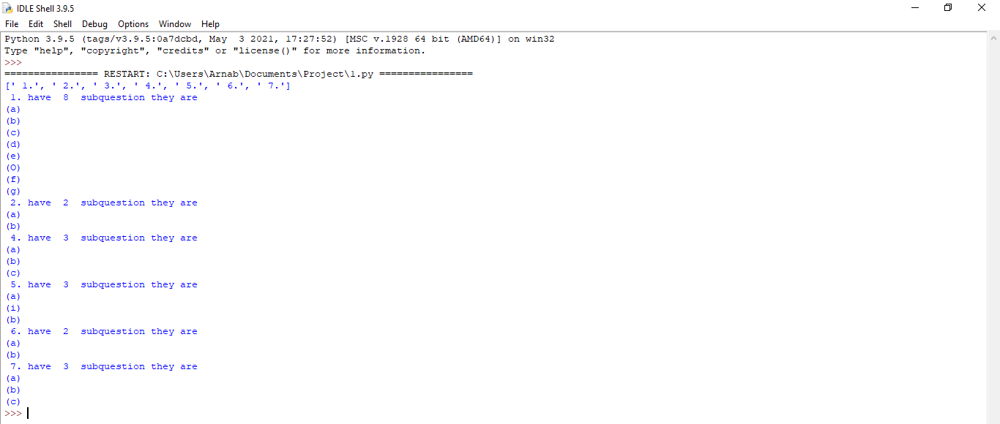 IDLE Shell 3.9.5
File Edit Shell Debug Options Window Help
Python 3.9.5 (tags/v3.9.5:0a7dcbd, May  3 2021, 17:27:52) [MSC v.1928 64 bit (AMD64)] on win32
Type "help", "copyright", "credits" or "license()" for more information.
>>>
================ RESTART: C:\Users\Arnab\Documents\Project\1.py ================
[' 1.', ' 2.', ' 3.', ' 4.', ' 5.', ' 6.', ' 7.']
 1. have  8  subquestion they are
(a)
(b)
(c)
(d)
(e)
(O)
(f)
(g)
 2. have  2  subquestion they are
(a)
(b)
 4. have  3  subquestion they are
(a)
(b)
(c)
 5. have  3  subquestion they are
(a)
(i)
(b)
 6. have  2  subquestion they are
(a)
(b)
 7. have  3  subquestion they are
(a)
(b)
(c)
>>>